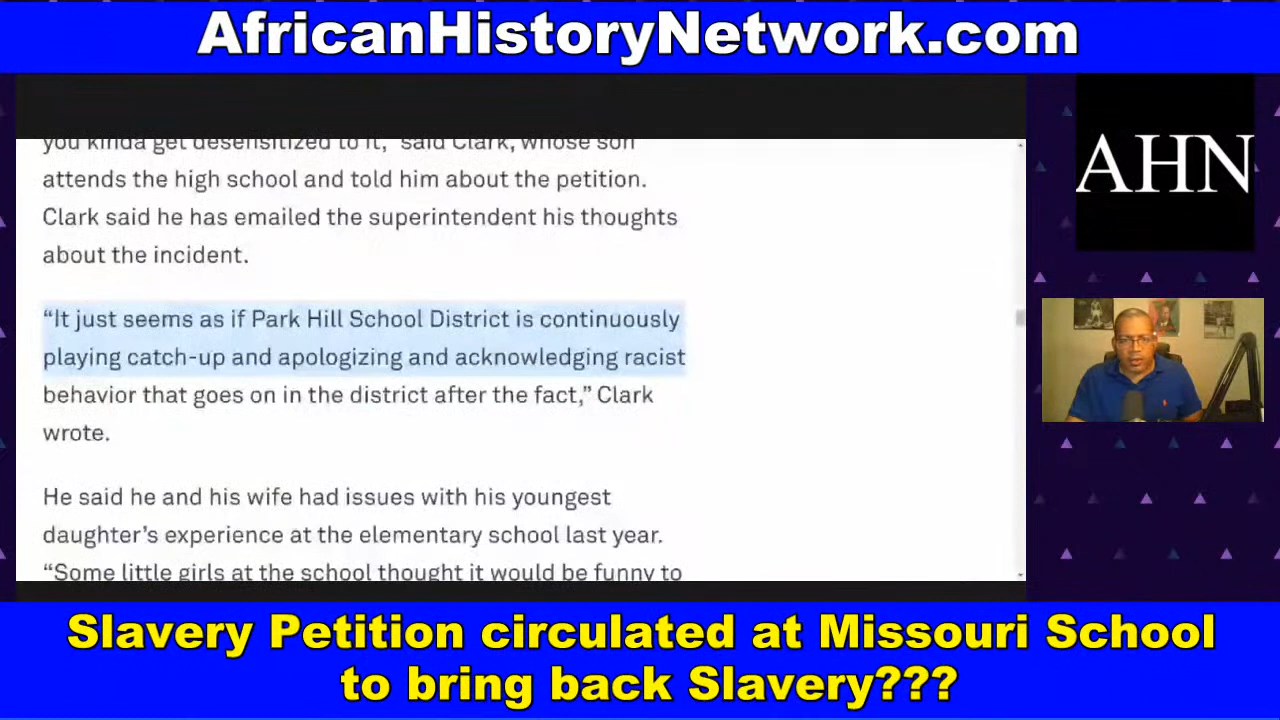 AfricanHistoryNetwork.com
you kinda get desensitized to it,” said Clark, whose son
attends the high school and told him about the petition.
Clark said he has emailed the superintendent his thoughts
about the incident.
“It just seems as if Park Hill School District is continuously
playing catch-up and apologizing and acknowledging racist
behavior that goes on in the district after the fact,” Clark
wrote.
He said he and his wife had issues with his youngest
daughter’s experience at the elementary school last year.
“Some little girls at the school thought it would be funny to
AHN
Slavery Petition circulated at Missouri School
to bring back Slavery???